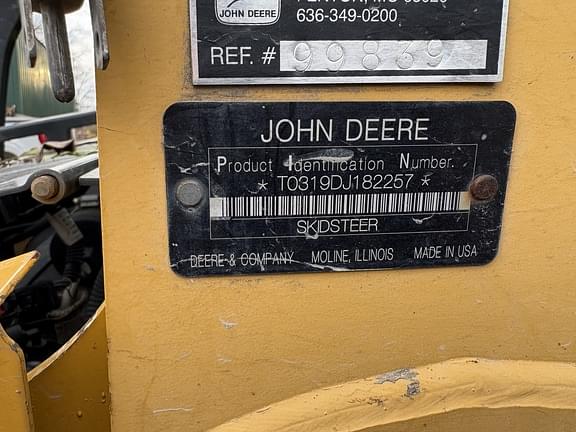 JOHN DEERE
636-349-0200
REF. # 99839
JOHN DEERE
Product Identification Number.
* T0319DJ182257 *
SKIDSTEER
DEERE & COMPANY MOLINE, ILLINOIS MADE IN USA